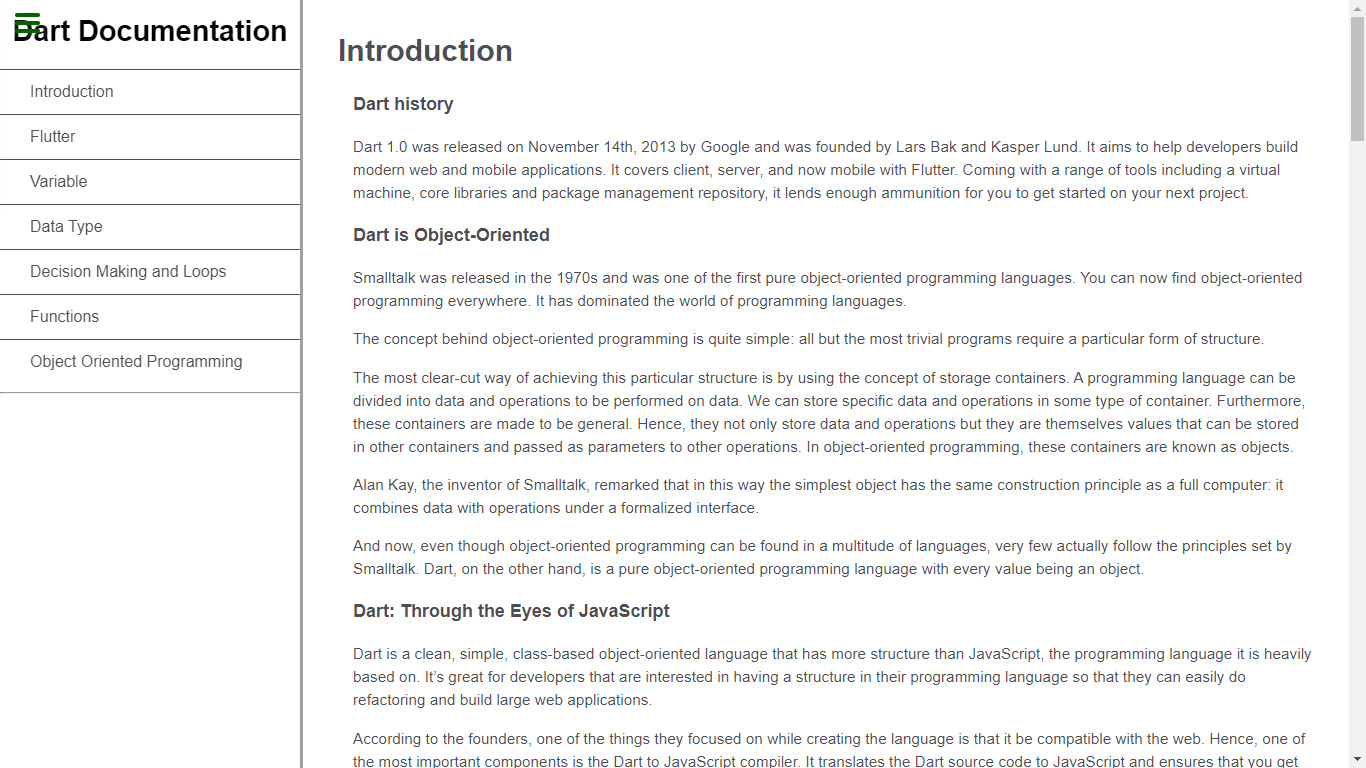 Dart Documentation
Introduction
Flutter
Variable
Data Type
Decision Making and Loops
Functions
Object Oriented Programming
Introduction
Dart history
Dart 1.0 was released on November 14th, 2013 by Google and was founded by Lars Bak and Kasper Lund. It aims to help developers build
modern web and mobile applications. It covers client, server, and now mobile with Flutter. Coming with a range of tools including a virtual
machine, core libraries and package management repository, it lends enough ammunition for you to get started on your next project.
Dart is Object-Oriented
Smalltalk was released in the 1970s and was one of the first pure object-oriented programming languages. You can now find object-oriented
programming everywhere. It has dominated the world of programming languages.
The concept behind object-oriented programming is quite simple: all but the most trivial programs require a particular form of structure.
The most clear-cut way of achieving this particular structure is by using the concept of storage containers. A programming language can be
divided into data and operations to be performed on data. We can store specific data and operations in some type of container. Furthermore,
these containers are made to be general. Hence, they not only store data and operations but they are themselves values that can be stored
in other containers and passed as parameters to other operations. In object-oriented programming, these containers are known as objects.
Alan Kay, the inventor of Smalltalk, remarked that in this way the simplest object has the same construction principle as a full computer: it
combines data with operations under a formalized interface.
And now, even though object-oriented programming can be found in a multitude of languages, very few actually follow the principles set by
Smalltalk. Dart, on the other hand, is a pure object-oriented programming language with every value being an object.
Dart: Through the Eyes of JavaScript
Dart is a clean, simple, class-based object-oriented language that has more structure than JavaScript, the programming language it is heavily
based on. It’s great for developers that are interested in having a structure in their programming language so that they can easily do
refactoring and build large web applications.
According to the founders, one of the things they focused on while creating the language is that it be compatible with the web. Hence, one of
the most important components is the Dart to JavaScript compiler. It translates the Dart source code to JavaScript and ensures that you get